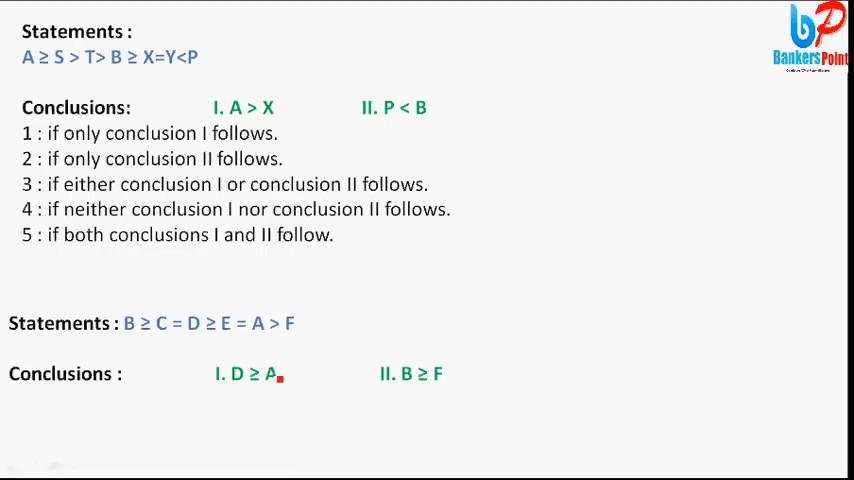 Statements :
A ≥ S > T> B ≥ X=Y<P
Conclusions: I. A > X II. P < B
1 : if only conclusion I follows.
2 : if only conclusion II follows.
3 : if either conclusion I or conclusion II follows.
4 : if neither conclusion I nor conclusion II follows.
5 : if both conclusions I and II follow.
Statements : B ≥ C = D ≥ E = A > F
Conclusions : I. D ≥ A II. B ≥ F
bP
BankersPoint